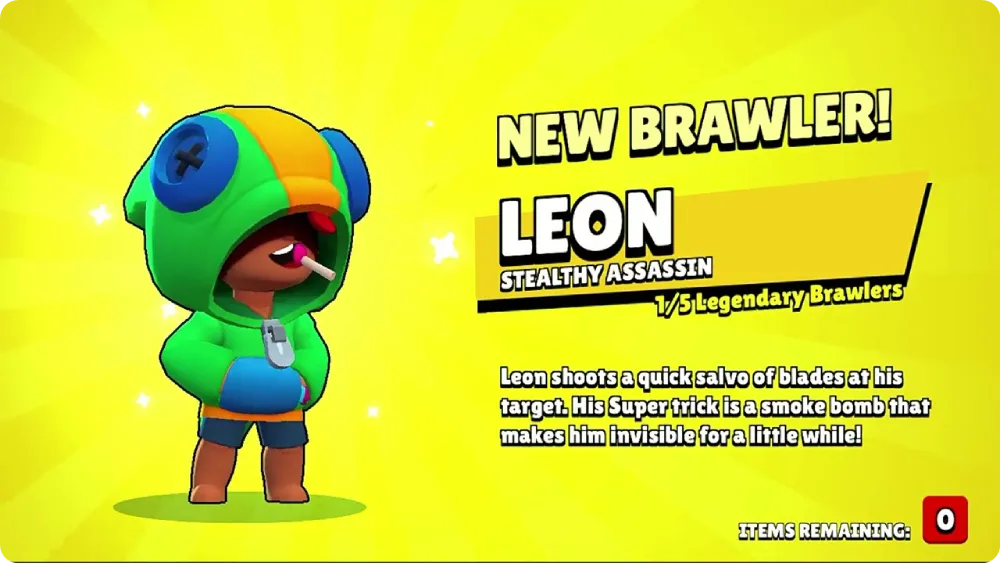 NEW BRAWLER!
LEON
STEALTHY ASSASSIN
1/5 Legendary Brawlers
Leon shoots a quick salvo of blades at his
target. His Super trick is a smoke bomb that
makes him invisible for a little while!
ITEMS REMAINING: 0